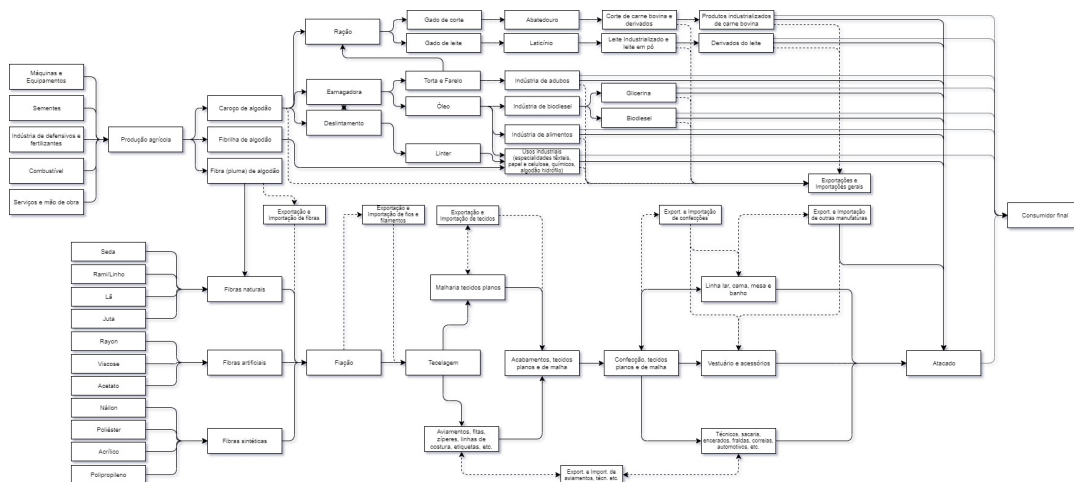 Máquinas e
Equipamentos
Sementes
Indústria de defensivos e
fertilizantes
Combustível
Serviços e mão de obra
Produção agrícola
Caroço de algodão
Fibrilha de algodão
Fibra (pluma) de algodão
Ração
Esmagadora
Deslintamento
Gado de corte
Gado de leite
Torta e Farelo
Óleo
Línter
Abatedouro
Laticínio
Indústria de adubos
Indústria de biodiesel
Indústria de alimentos
Usos industriais
(especialidades têxteis,
papel e celulose, químicos,
algodão hidrófilo)
Corte de carne bovina e
derivados
Leite Industrializado e
leite em pó
Glicerina
Biodiesel
Produtos industrializados
de carne bovina
Derivados do leite
Exportações e
Importações gerais
Consumidor final
Exportação e
Importação de fibras
Exportação e
Importação de fios e
filamentos
Exportação e
Importação de tecidos
Export. e Importação
de confecções
Export. e Importação
de outras manufaturas
Seda
Rami/Linho
Lã
Juta
Rayon
Viscose
Acetato
Náilon
Poliéster
Acrílico
Polipropileno
Fibras naturais
Fibras artificiais
Fibras sintéticas
Fiação
Tecelagem
Malharia tecidos planos
Aviamentos, fitas,
zíperes, linhas de
costura, etiquetas, etc.
Acabamentos, tecidos
planos e de malha
Confecção, tecidos
planos e de malha
Linha lar, cama, mesa e
banho
Vestuário e acessórios
Técnicos, sacaria,
encerados, fraldas, correias,
automotivos, etc.
Export. e Import. de
aviamentos, técn. etc.
Atacado